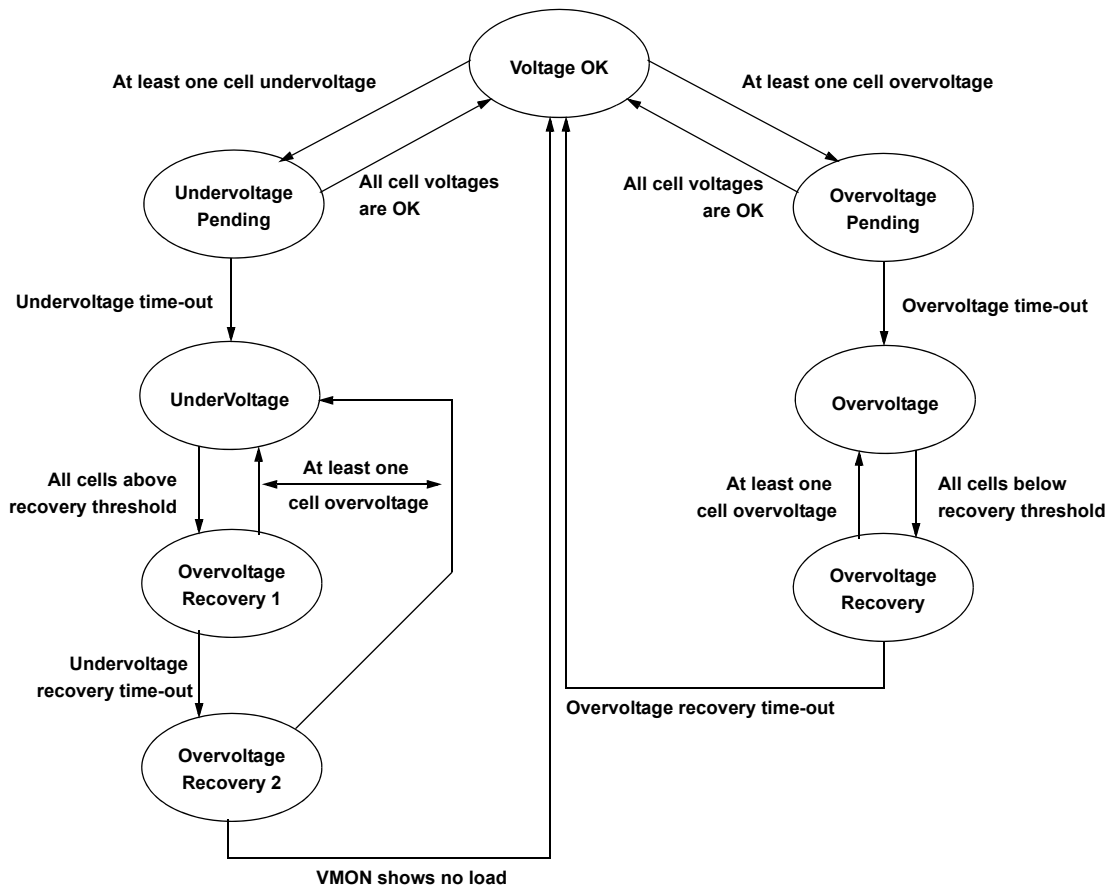 Voltage OK
At least one cell undervoltage
At least one cell overvoltage
Undervoltage
Pending
All cell voltages
are OK
All cell voltages
are OK
Overvoltage
Pending
Undervoltage time-out
Overvoltage time-out
UnderVoltage
Overvoltage
All cells above
recovery threshold
At least one
cell overvoltage
At least one
cell overvoltage
All cells below
recovery threshold
Overvoltage
Recovery 1
Overvoltage
Recovery
Undervoltage
recovery time-out
Overvoltage recovery time-out
Overvoltage
Recovery 2
VMON shows no load